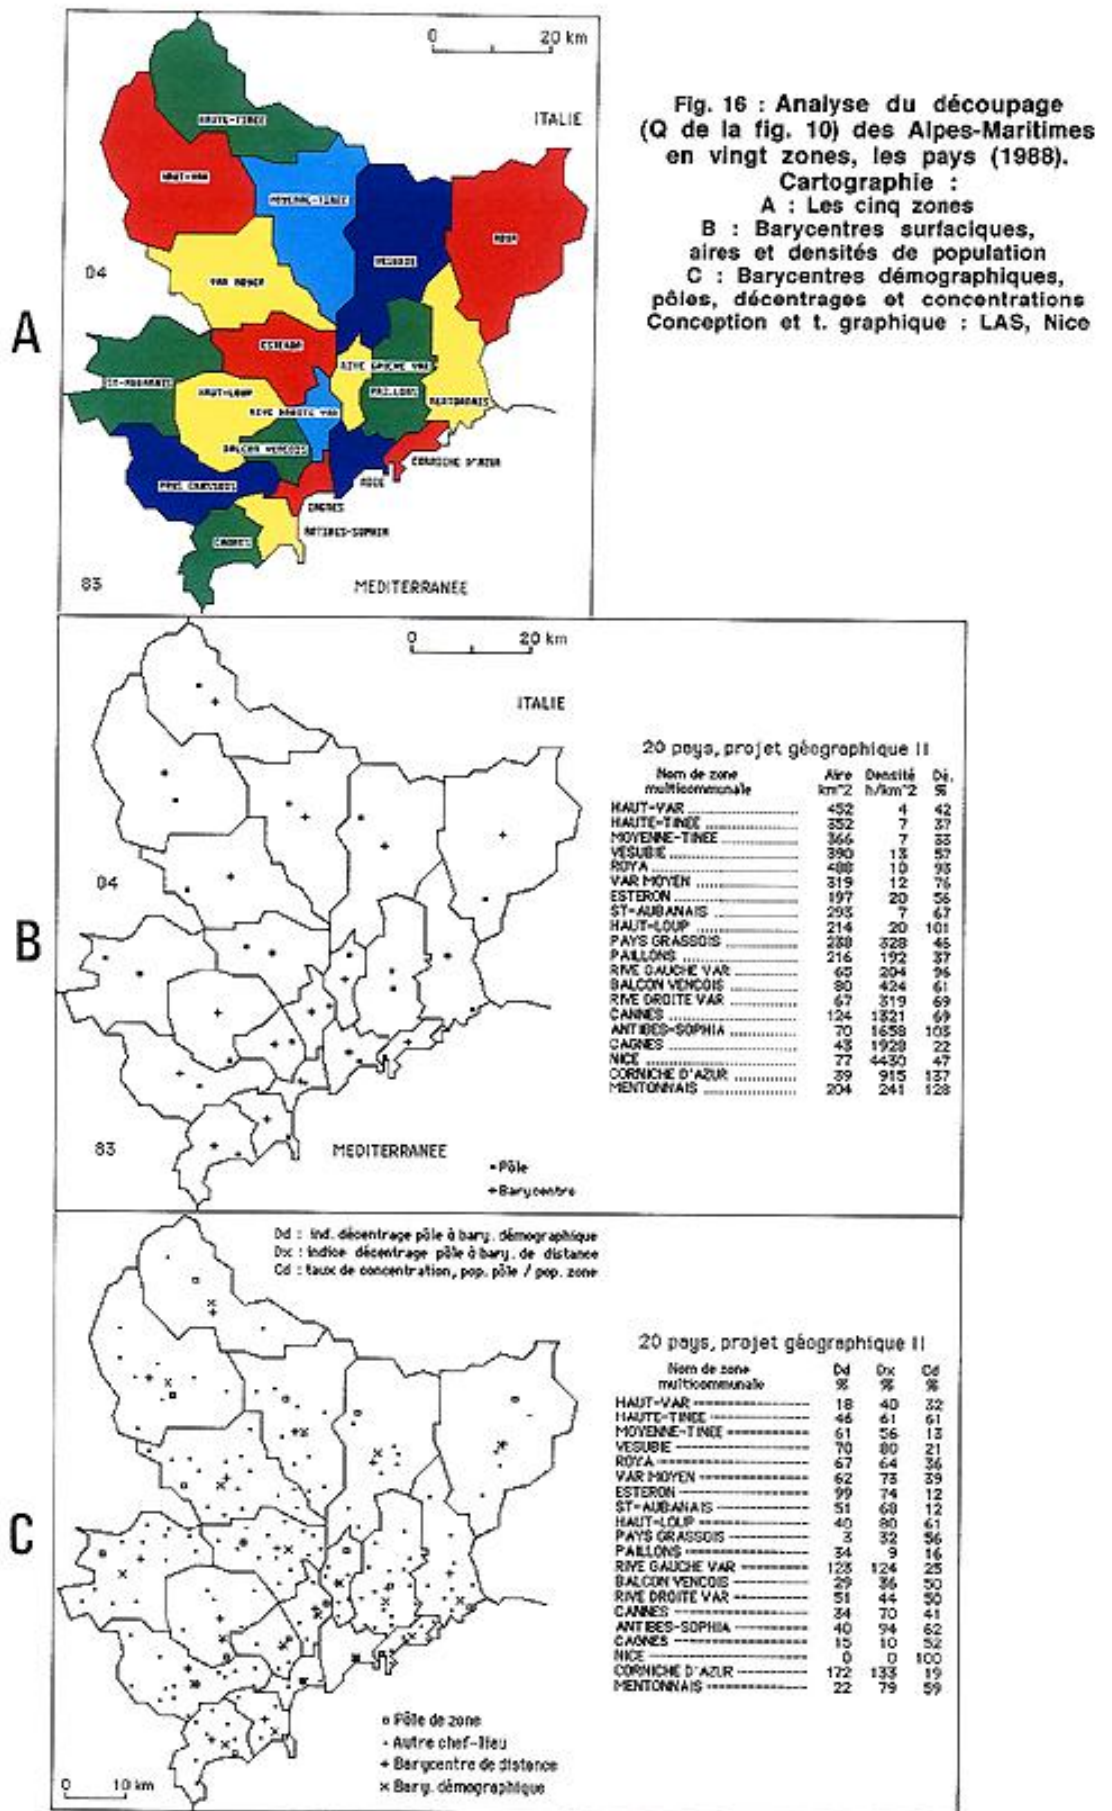 Fig. 16 : Analyse du découpage
(Q de la fig. 10) des Alpes-Maritimes
en vingt zones, les pays (1988).
Cartographie :
A : Les cinq zones
B : Barycentres surfaciques,
aires et densités de population
C : Barycentres démographiques,
pôles, décentrages et concentrations
Conception et t. graphique : LAS, Nice
A
0 20 km
ITALIE
HAUTE-TINEE
HAUT-VAR
MOYENNE-TINEE
ROYA
VESUBIE
04
VAR MOYEN
ESTERON
RIVE GAUCHE VAR
ST-AUBANAIS
HAUT-LOUP
PAILLONS
MENTONNAIS
RIVE DROITE VAR
BALCON VENCOIS
CORNICHE D'AZUR
PAYS GRASSOIS
NICE
CAGNES
ANTIBES-SOPHIA
CANNES
83
MEDITERRANEE
B
0 20 km
ITALIE
04
83
MEDITERRANEE
Pôle
+Barycentre
20 pays, projet géographique II
Nom de zone multicommunale Aire km^2 Densité h/km^2 Dé. %
HAUT-VAR 452 4 42
HAUTE-TINEE 352 7 37
MOYENNE-TINEE 366 7 33
VESUBIE 390 13 57
ROYA 488 10 93
VAR MOYEN 319 12 76
ESTERON 197 20 56
ST-AUBANAIS 293 7 67
HAUT-LOUP 214 20 101
PAYS GRASSOIS 238 328 45
PAILLONS 216 192 37
RIVE GAUCHE VAR 65 204 96
BALCON VENCOIS 80 424 61
RIVE DROITE VAR 67 319 69
CANNES 124 1321 69
ANTIBES-SOPHIA 70 1658 103
CAGNES 43 1928 22
NICE 77 4430 47
CORNICHE D'AZUR 39 915 137
MENTONNAIS 204 241 128
C
Dd : ind. décentrage pôle à bary. démographique
Dx : indice décentrage pôle à bary. de distance
Cd : taux de concentration, pop. pôle / pop. zone
20 pays, projet géographique II
Nom de zone multicommunale Dd % Dx % Cd %
HAUT-VAR 18 40 32
HAUTE-TINEE 46 61 61
MOYENNE-TINEE 61 56 13
VESUBIE 70 80 21
ROYA 67 64 36
VAR MOYEN 62 73 39
ESTERON 99 74 12
ST-AUBANAIS 51 68 12
HAUT-LOUP 40 80 61
PAYS GRASSOIS 3 32 56
PAILLONS 34 9 16
RIVE GAUCHE VAR 123 124 25
BALCON VENCOIS 29 36 50
RIVE DROITE VAR 51 44 50
CANNES 34 70 41
ANTIBES-SOPHIA 40 94 62
CAGNES 15 10 52
NICE 0 0 100
CORNICHE D'AZUR 172 133 19
MENTONNAIS 22 79 59
Pôle de zone
Autre chef-lieu
+ Barycentre de distance
× Bary. démographique
0 10 km